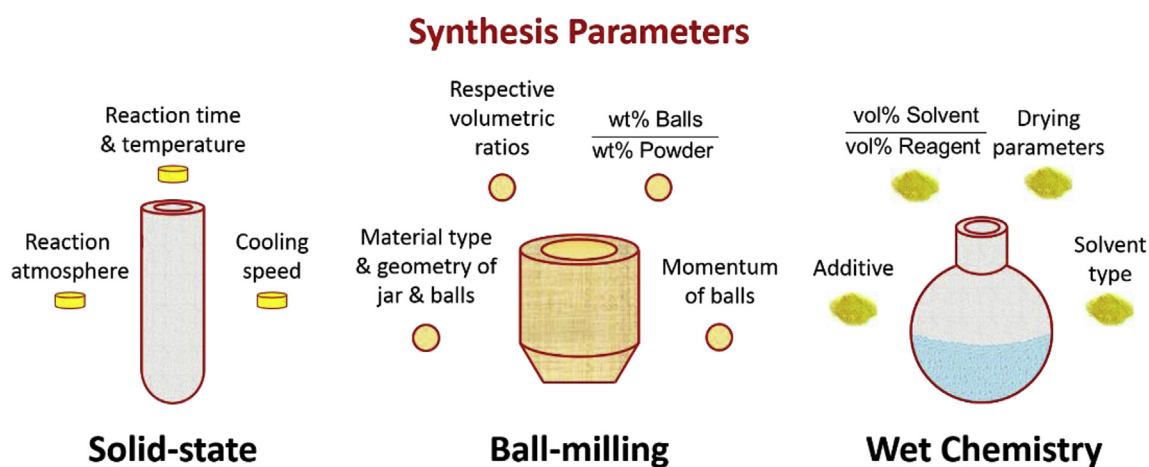 Synthesis Parameters
Reaction time
& temperature
Reaction
atmosphere
Cooling
speed
Solid-state
Respective
volumetric
ratios
wt% Balls
wt% Powder
Material type
& geometry of
jar & balls
Momentum
of balls
Ball-milling
vol% Solvent
vol% Reagent
Drying
parameters
Additive
Solvent
type
Wet Chemistry